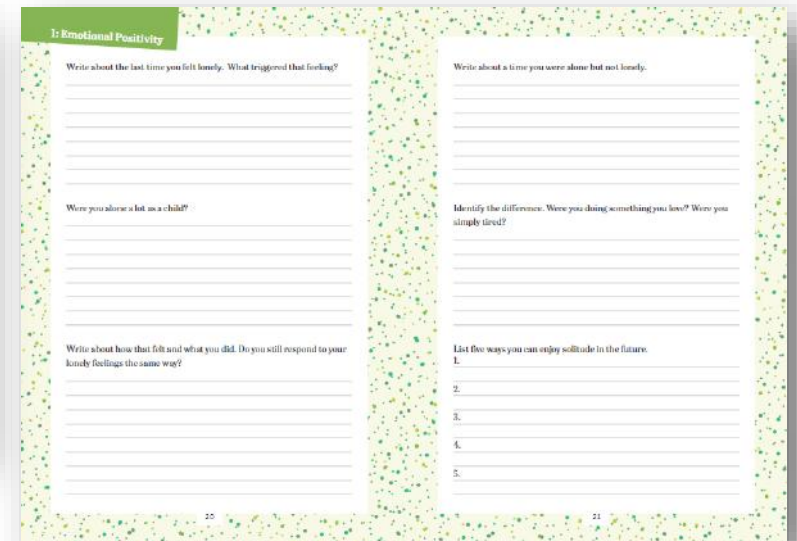 1: Emotional Positivity
Write about the last time you felt lonely. What triggered that feeling?
Were you alone a lot as a child?
Write about how that felt and what you did. Do you still respond to your
lonely feelings the same way?
20
Write about a time you were alone but not lonely.
Identify the difference. Were you doing something you love? Were you
simply tired?
List five ways you can enjoy solitude in the future.
1.
2.
3.
4.
5.
21